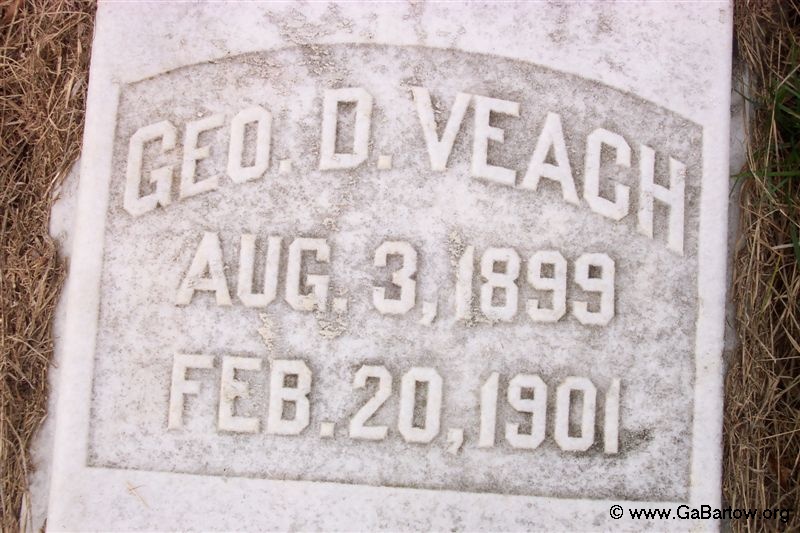 GEO. D. VEACH
AUG. 3, 1899
FEB. 20, 1901
© www.GaBartow.org